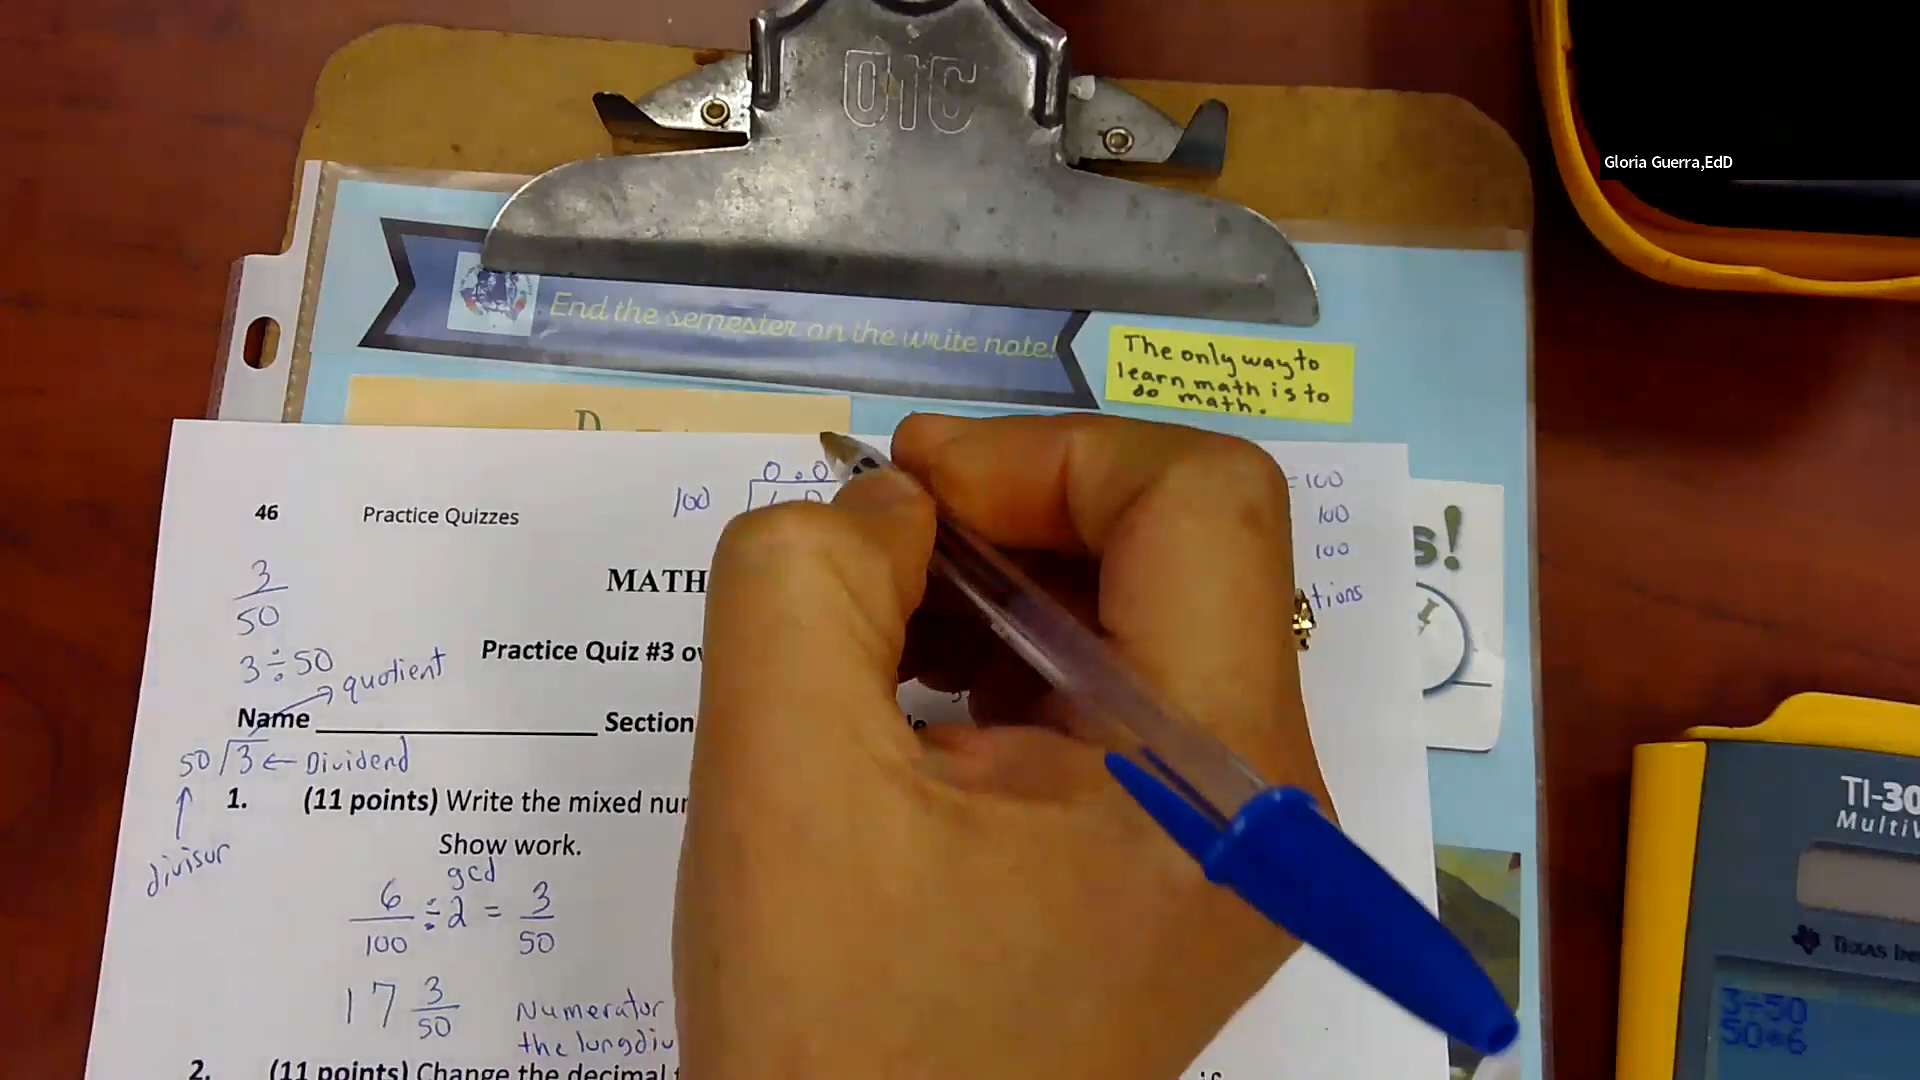 OIC
Gloria Guerra,EdD
End the semester on the write note!
The only way to
learn math is to
do math.
D
s!
46 Practice Quizzes
100
0.0
= 100
100
100
tions
3
50
MATH
3 ÷ 50
quotient
Practice Quiz #3
Name Section
50 3 ← Dividend
divisor
1. (11 points) Write the mixed
Show work.
gcd
6
100
÷ 2 =
3
50
17 3
50
Numerator
the
2. (11 points) Change the decimal
TI-30
Multi
TEXAS
3÷50
50*6